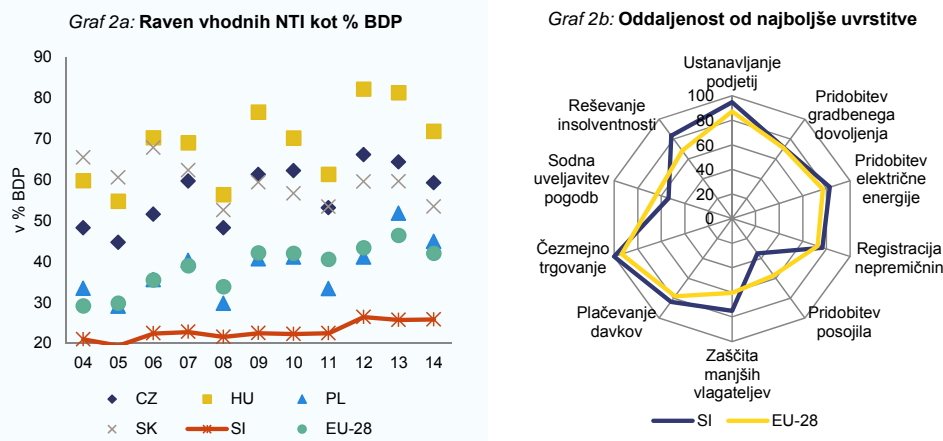 Graf 2a: Raven vhodnih NTI kot % BDP
v % BDP
90
80
70
60
50
40
30
20
04 05 06 07 08 09 10 11 12 13 14
CZ HU PL
SK SI EU-28
Graf 2b: Oddaljenost od najboljše uvrstitve
Ustanavljanje
podjetij
Pridobitev
gradbenega
dovoljenja
Pridobitev
električne
energije
Registracija
nepremičnin
Pridobitev
posojila
Zaščita
manjših
vlagateljev
Plačevanje
davkov
Čezmejno
trgovanje
Sodna
uveljavitev
pogodb
Reševanje
insolventnosti
100
80
60
40
20
0
SI EU-28